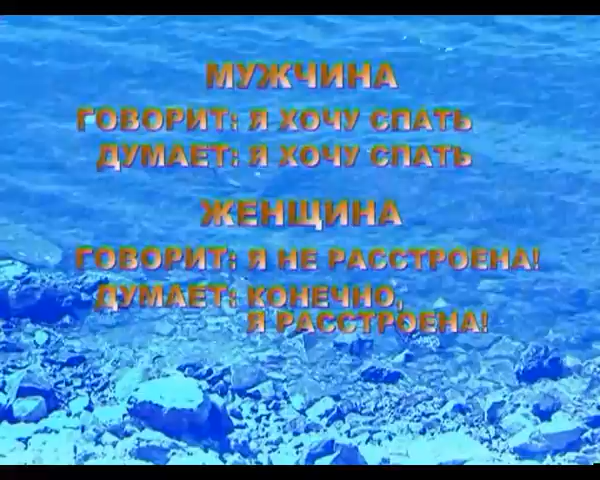 МУЖЧИНА
ГОВОРИТ: Я ХОЧУ СПАТЬ
ДУМАЕТ: Я ХОЧУ СПАТЬ
ЖЕНЩИНА
ГОВОРИТ: Я НЕ РАССТРОЕНА!
ДУМАЕТ: КОНЕЧНО,
Я РАССТРОЕНА!